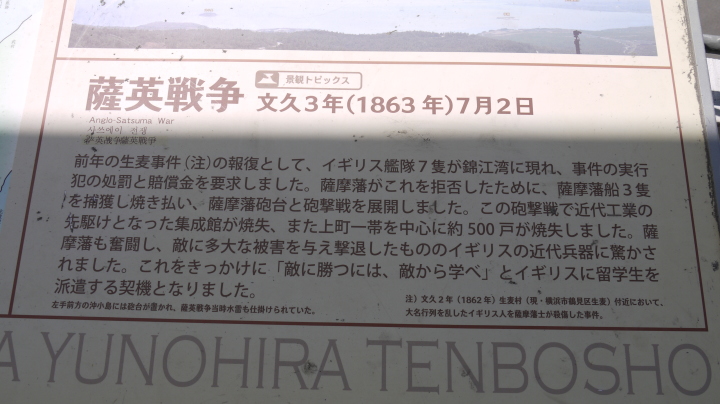 景観トピックス
薩英戦争 文久3年(1863年)7月2日
Anglo-Satsuma War
사쓰에이 전쟁
萨英战争薩英戰爭
前年の生麦事件(注)の報復として、イギリス艦隊7隻が錦江湾に現れ、事件の実行
犯の処罰と賠償金を要求しました。薩摩藩がこれを拒否したために、薩摩藩船3隻
を捕獲し焼き払い、薩摩藩砲台と砲撃戦を展開しました。この砲撃戦で近代工業の
先駆けとなった集成館が焼失、また上町一帯を中心に約500戸が焼失しました。薩
摩藩も奮闘し、敵に多大な被害を与え撃退したもののイギリスの近代兵器に驚かさ
れました。これをきっかけに「敵に勝つには、敵から学べ」とイギリスに留学生を
派遣する契機となりました。
左手前方の沖小島には砲台が置かれ、薩英戦争当時水雷も仕掛けられていた。
注)文久2年(1862年)生麦村(現・横浜市鶴見区生麦)付近において、
大名行列を乱したイギリス人を薩摩藩士が殺傷した事件。
A YUNOHIRA TENBOSHO